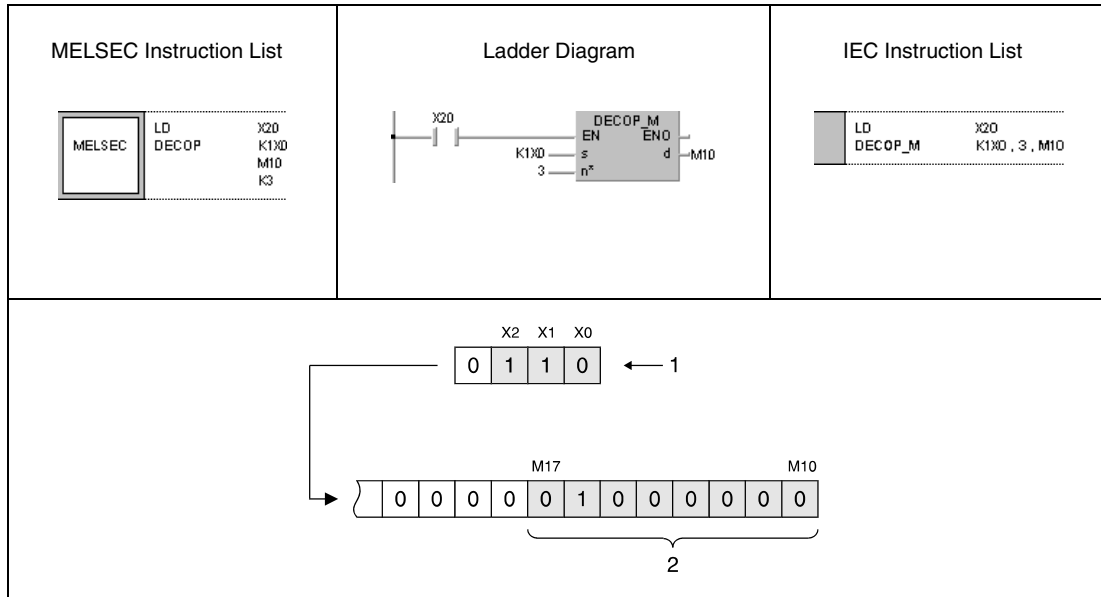 MELSEC Instruction List
Ladder Diagram
IEC Instruction List
MELSEC
LD X20
DECOP K1X0
M10
K3
X20
DECOP_M
EN ENO
K1X0 s d M10
3 n*
LD X20
DECOP_M K1X0 , 3 , M10
X2 X1 X0
0 1 1 0 1
M17 M10
0 0 0 0 0 1 0 0 0 0 0 0
2